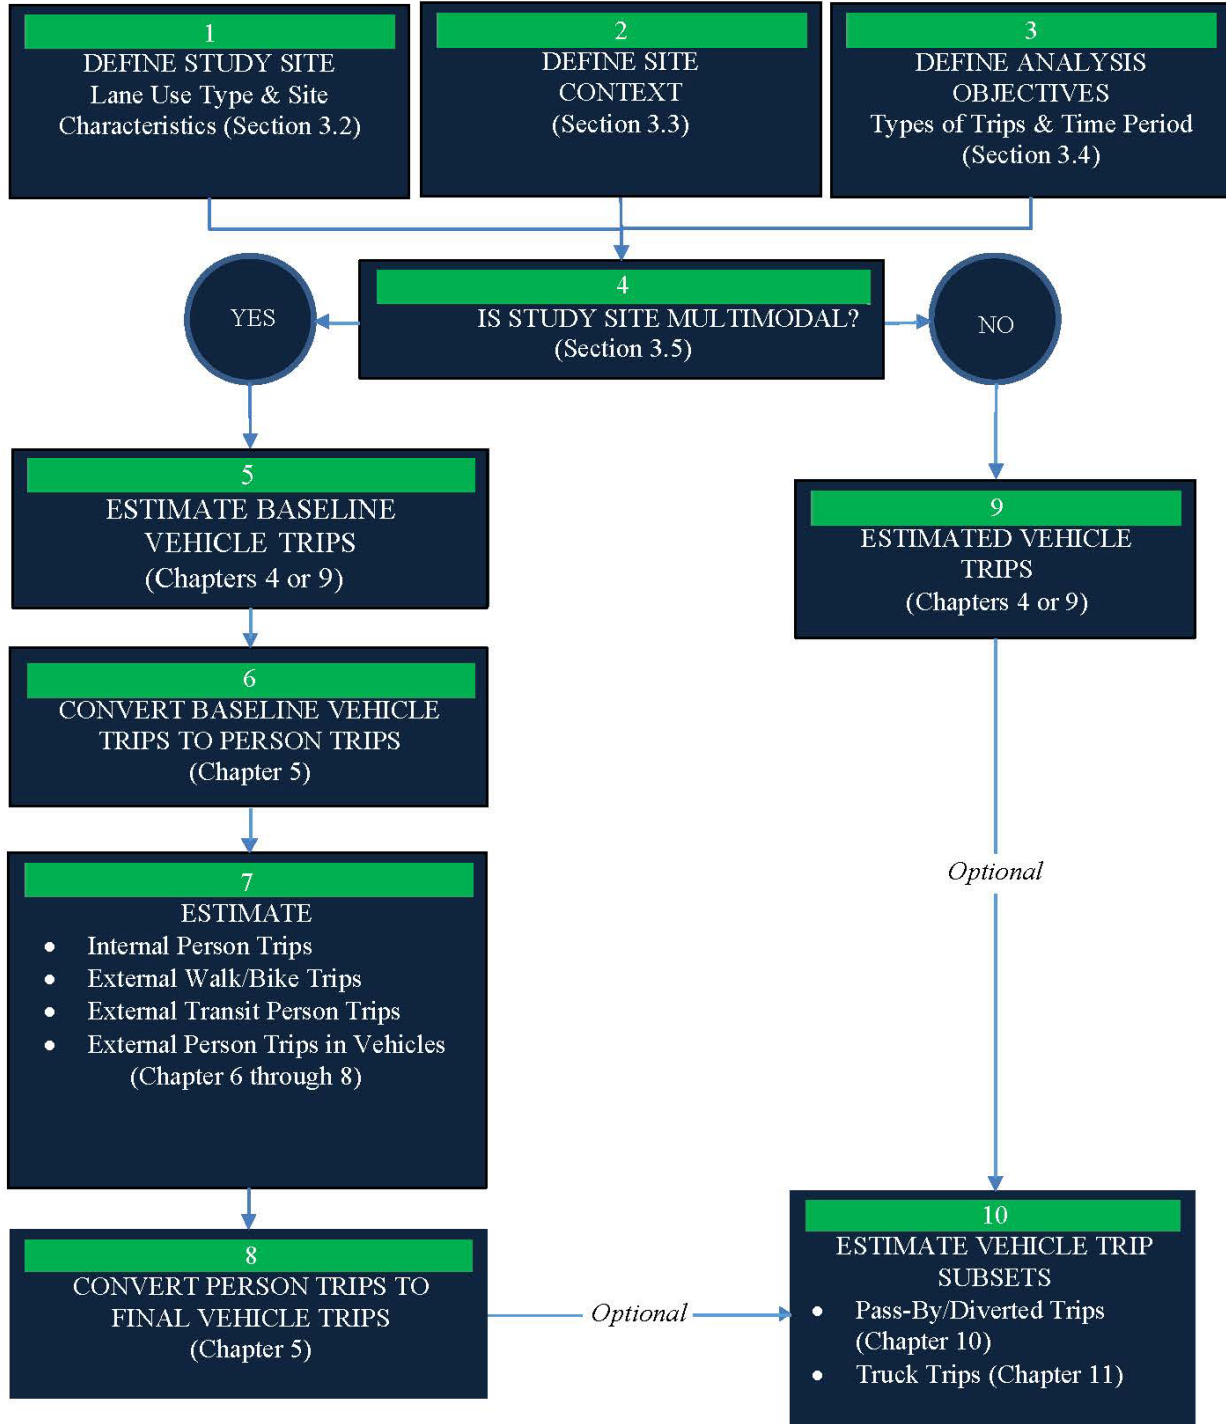 1
DEFINE STUDY SITE
Lane Use Type & Site
Characteristics (Section 3.2)
2
DEFINE SITE
CONTEXT
(Section 3.3)
3
DEFINE ANALYSIS
OBJECTIVES
Types of Trips & Time Period
(Section 3.4)
4
IS STUDY SITE MULTIMODAL?
(Section 3.5)
YES
NO
5
ESTIMATE BASELINE
VEHICLE TRIPS
(Chapters 4 or 9)
6
CONVERT BASELINE VEHICLE
TRIPS TO PERSON TRIPS
(Chapter 5)
7
ESTIMATE
• Internal Person Trips
• External Walk/Bike Trips
• External Transit Person Trips
• External Person Trips in Vehicles
(Chapter 6 through 8)
8
CONVERT PERSON TRIPS TO
FINAL VEHICLE TRIPS
(Chapter 5)
Optional
9
ESTIMATED VEHICLE
TRIPS
(Chapters 4 or 9)
Optional
10
ESTIMATE VEHICLE TRIP
SUBSETS
• Pass-By/Diverted Trips
(Chapter 10)
• Truck Trips (Chapter 11)